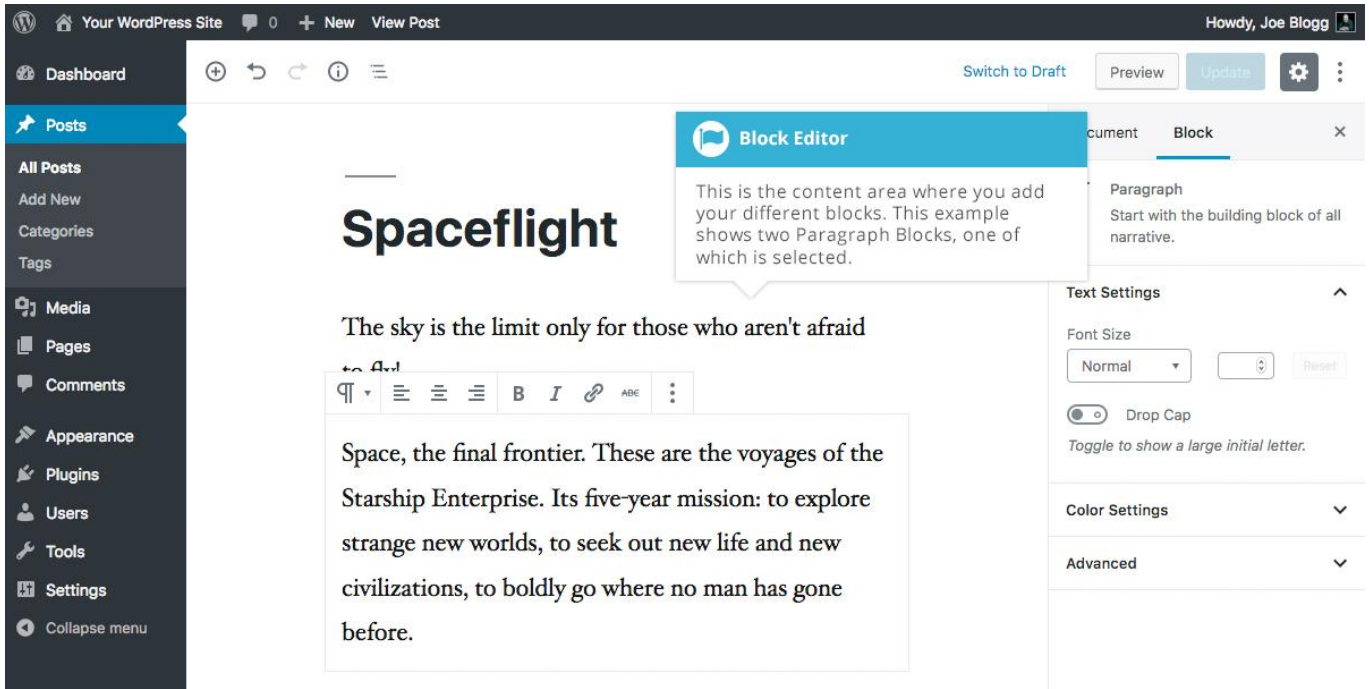 Your WordPress Site 0 New View Post Howdy, Joe Blogg
Dashboard
Posts
All Posts
Add New
Categories
Tags
Media
Pages
Comments
Appearance
Plugins
Users
Tools
Settings
Collapse menu
Switch to Draft Preview Update
Spaceflight
The sky is the limit only for those who aren't afraid
to fly!
B I ABC
Space, the final frontier. These are the voyages of the
Starship Enterprise. Its five-year mission: to explore
strange new worlds, to seek out new life and new
civilizations, to boldly go where no man has gone
before.
Block Editor
This is the content area where you add
your different blocks. This example
shows two Paragraph Blocks, one of
which is selected.
cument Block
Paragraph
Start with the building block of all
narrative.
Text Settings
Font Size
Normal Reset
Drop Cap
Toggle to show a large initial letter.
Color Settings
Advanced